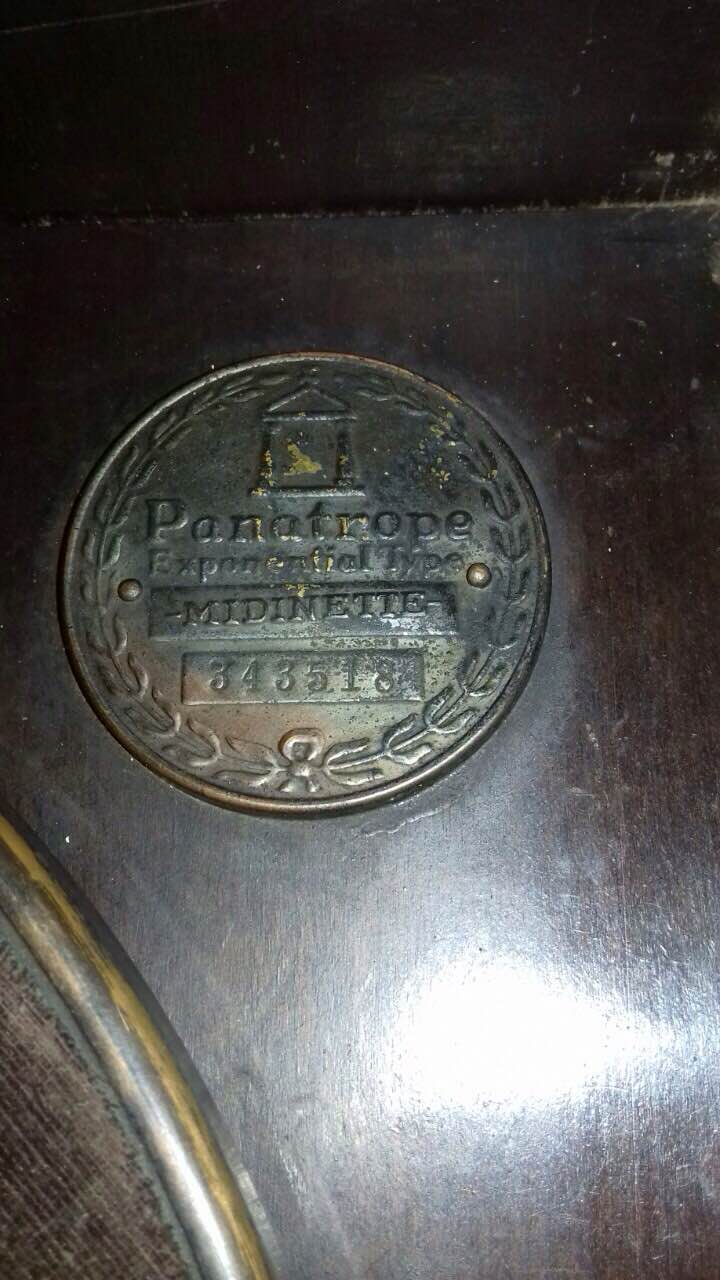 Panatrope
Exponential Type
-MIDINETTE-
343518